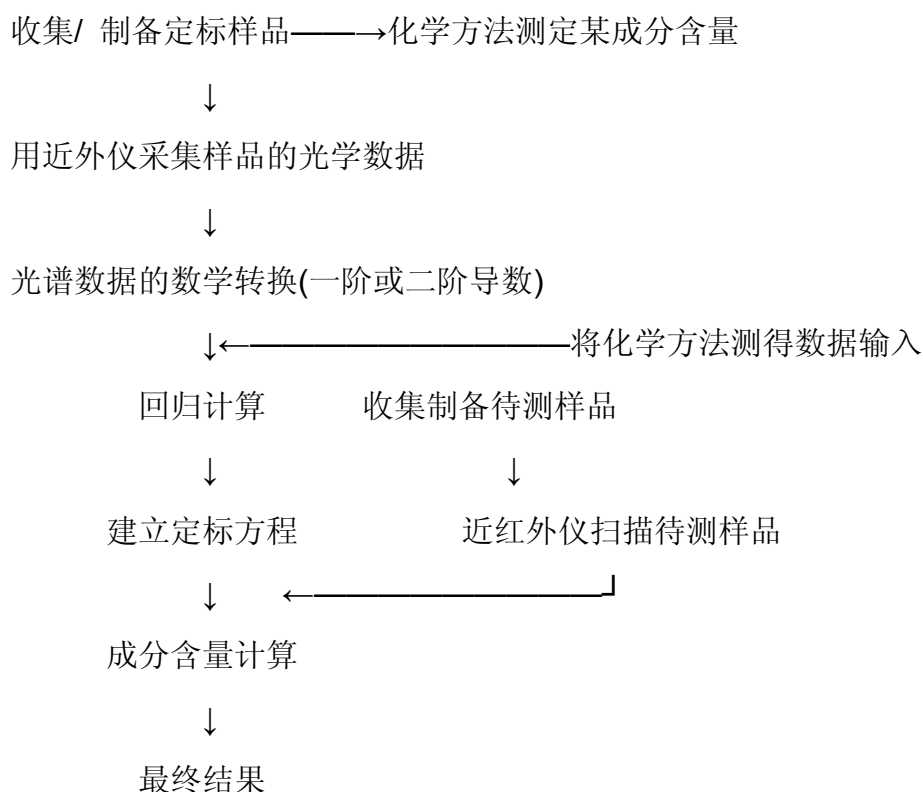 收集/ 制备定标样品——→化学方法测定某成分含量
↓
用近外仪采集样品的光学数据
↓
光谱数据的数学转换(一阶或二阶导数)
↓←——————————将化学方法测得数据输入
回归计算 收集制备待测样品
↓ ↓
建立定标方程 近红外仪扫描待测样品
↓ ←—————————┘
成分含量计算
↓
最终结果